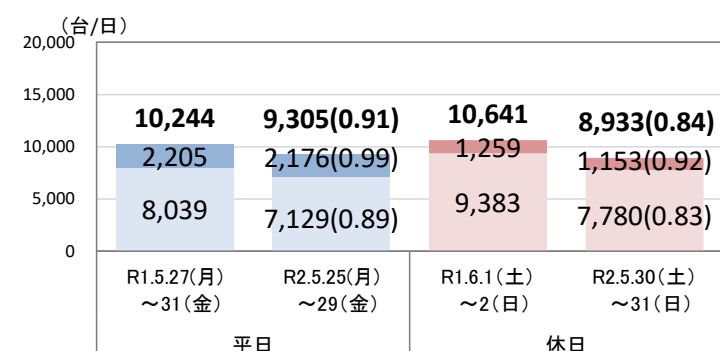 （台/日）
20,000
15,000
10,000
5,000
0
10,244
2,205
8,039
9,305(0.91)
2,176(0.99)
7,129(0.89)
10,641
1,259
9,383
8,933(0.84)
1,153(0.92)
7,780(0.83)
R1.5.27(月)
～31(金)
R2.5.25(月)
～29(金)
R1.6.1(土)
～2(日)
R2.5.30(土)
～31(日)
平日
休日